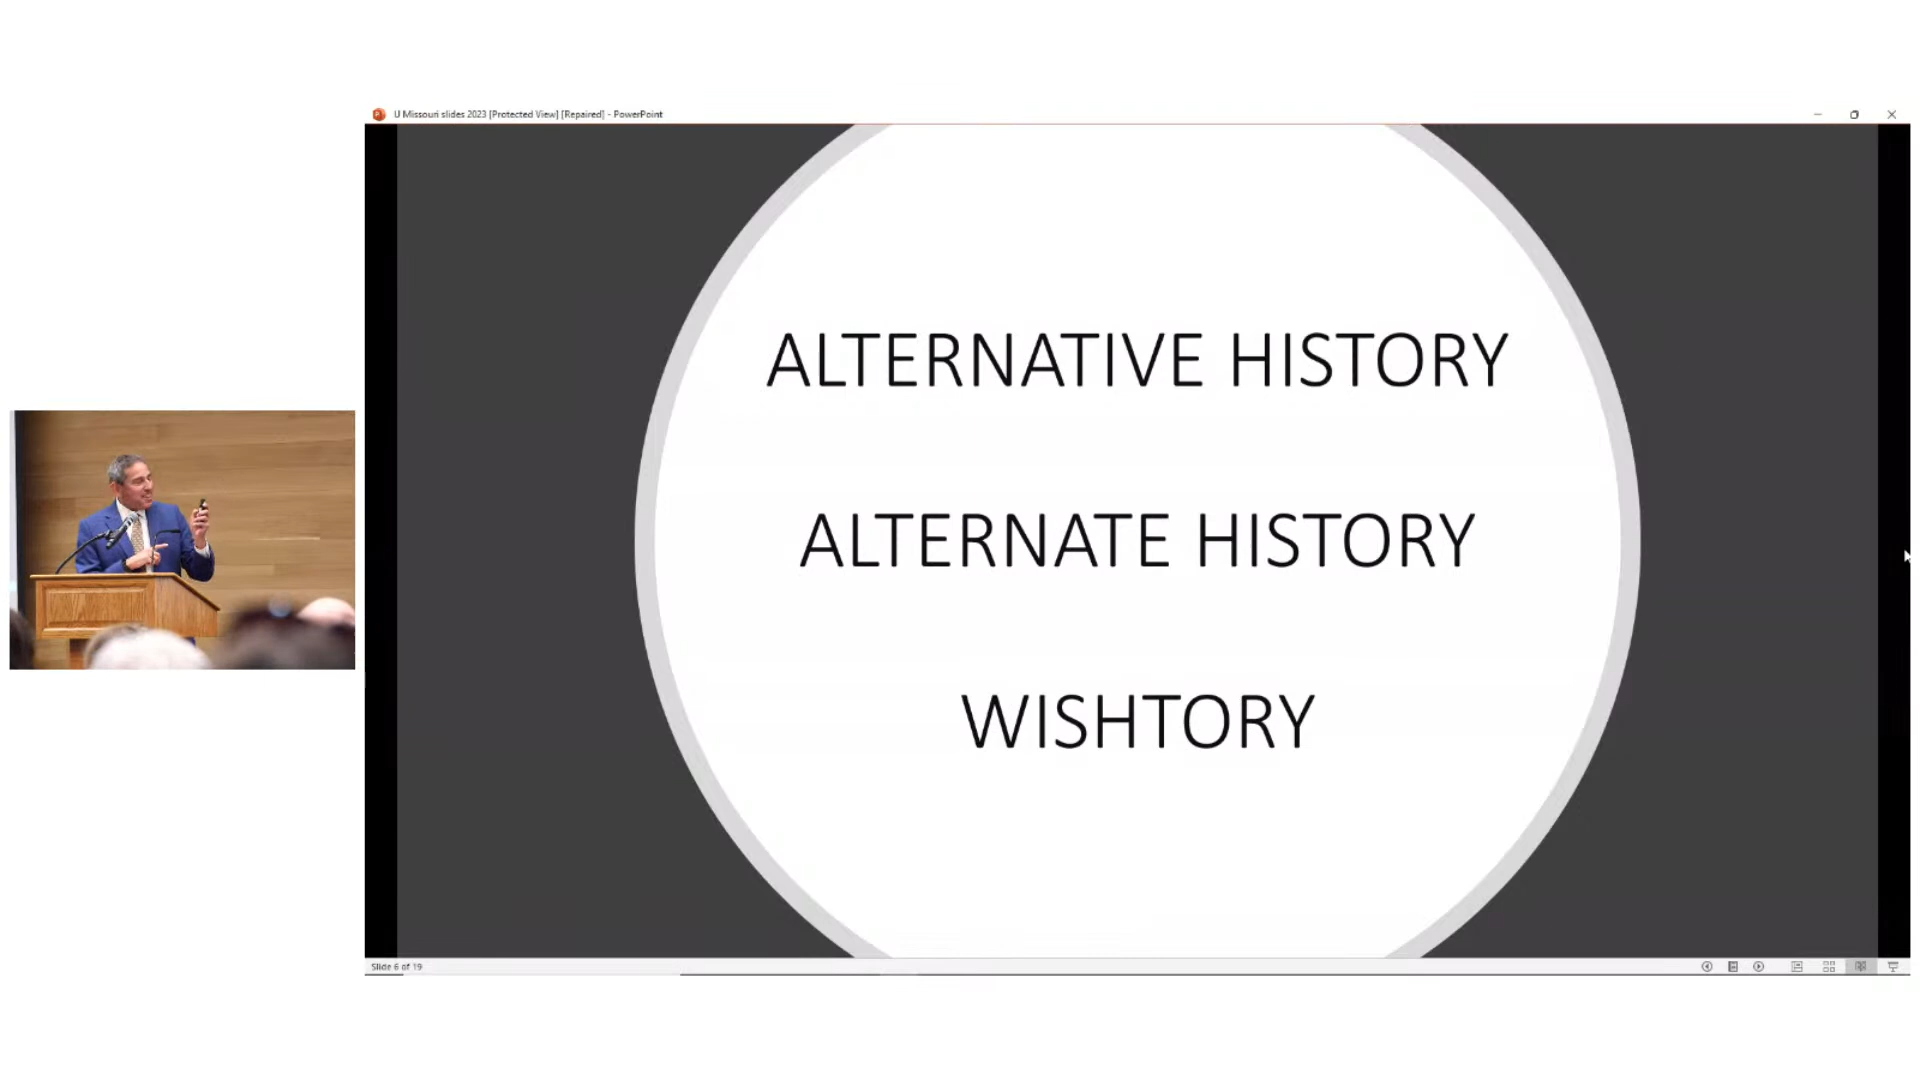 U Missouri slides 2023 [Protected View] [Repaired] - PowerPoint
ALTERNATIVE HISTORY
ALTERNATE HISTORY
WISHTORY
Slide 6 of 19